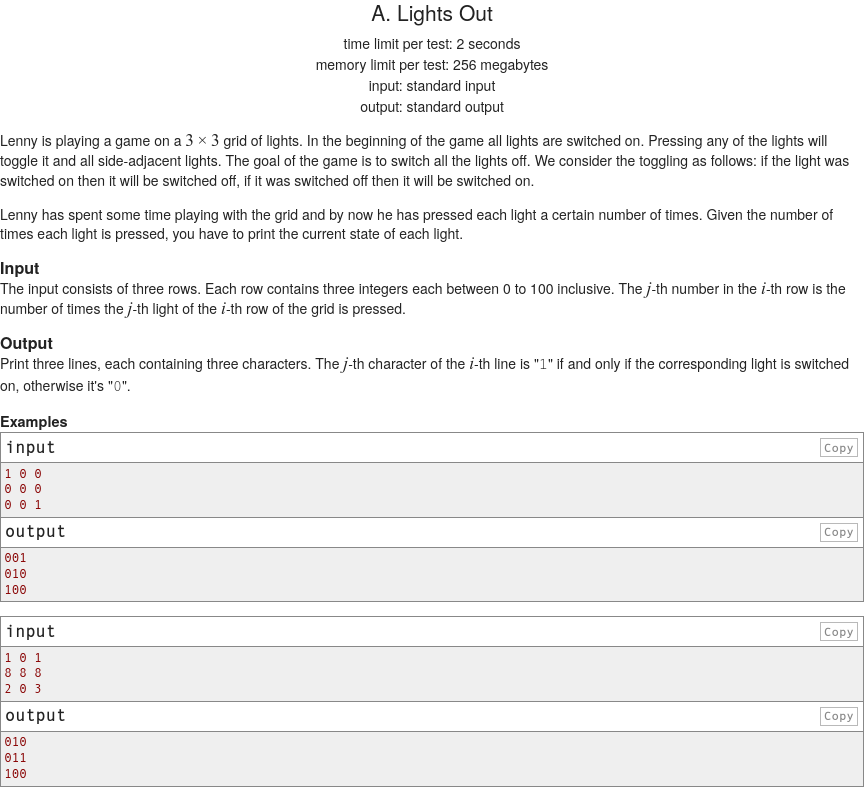 A. Lights Out
time limit per test: 2 seconds
memory limit per test: 256 megabytes
input: standard input
output: standard output
Lenny is playing a game on a 3 × 3 grid of lights. In the beginning of the game all lights are switched on. Pressing any of the lights will
toggle it and all side-adjacent lights. The goal of the game is to switch all the lights off. We consider the toggling as follows: if the light was
switched on then it will be switched off, if it was switched off then it will be switched on.
Lenny has spent some time playing with the grid and by now he has pressed each light a certain number of times. Given the number of
times each light is pressed, you have to print the current state of each light.
Input
The input consists of three rows. Each row contains three integers each between 0 to 100 inclusive. The j-th number in the i-th row is the
number of times the j-th light of the i-th row of the grid is pressed.
Output
Print three lines, each containing three characters. The j-th character of the i-th line is "1" if and only if the corresponding light is switched
on, otherwise it's "0".
Examples
input Copy
1 0 0
0 0 0
0 0 1
output Copy
001
010
100
input Copy
1 0 1
8 8 8
2 0 3
output Copy
010
011
100